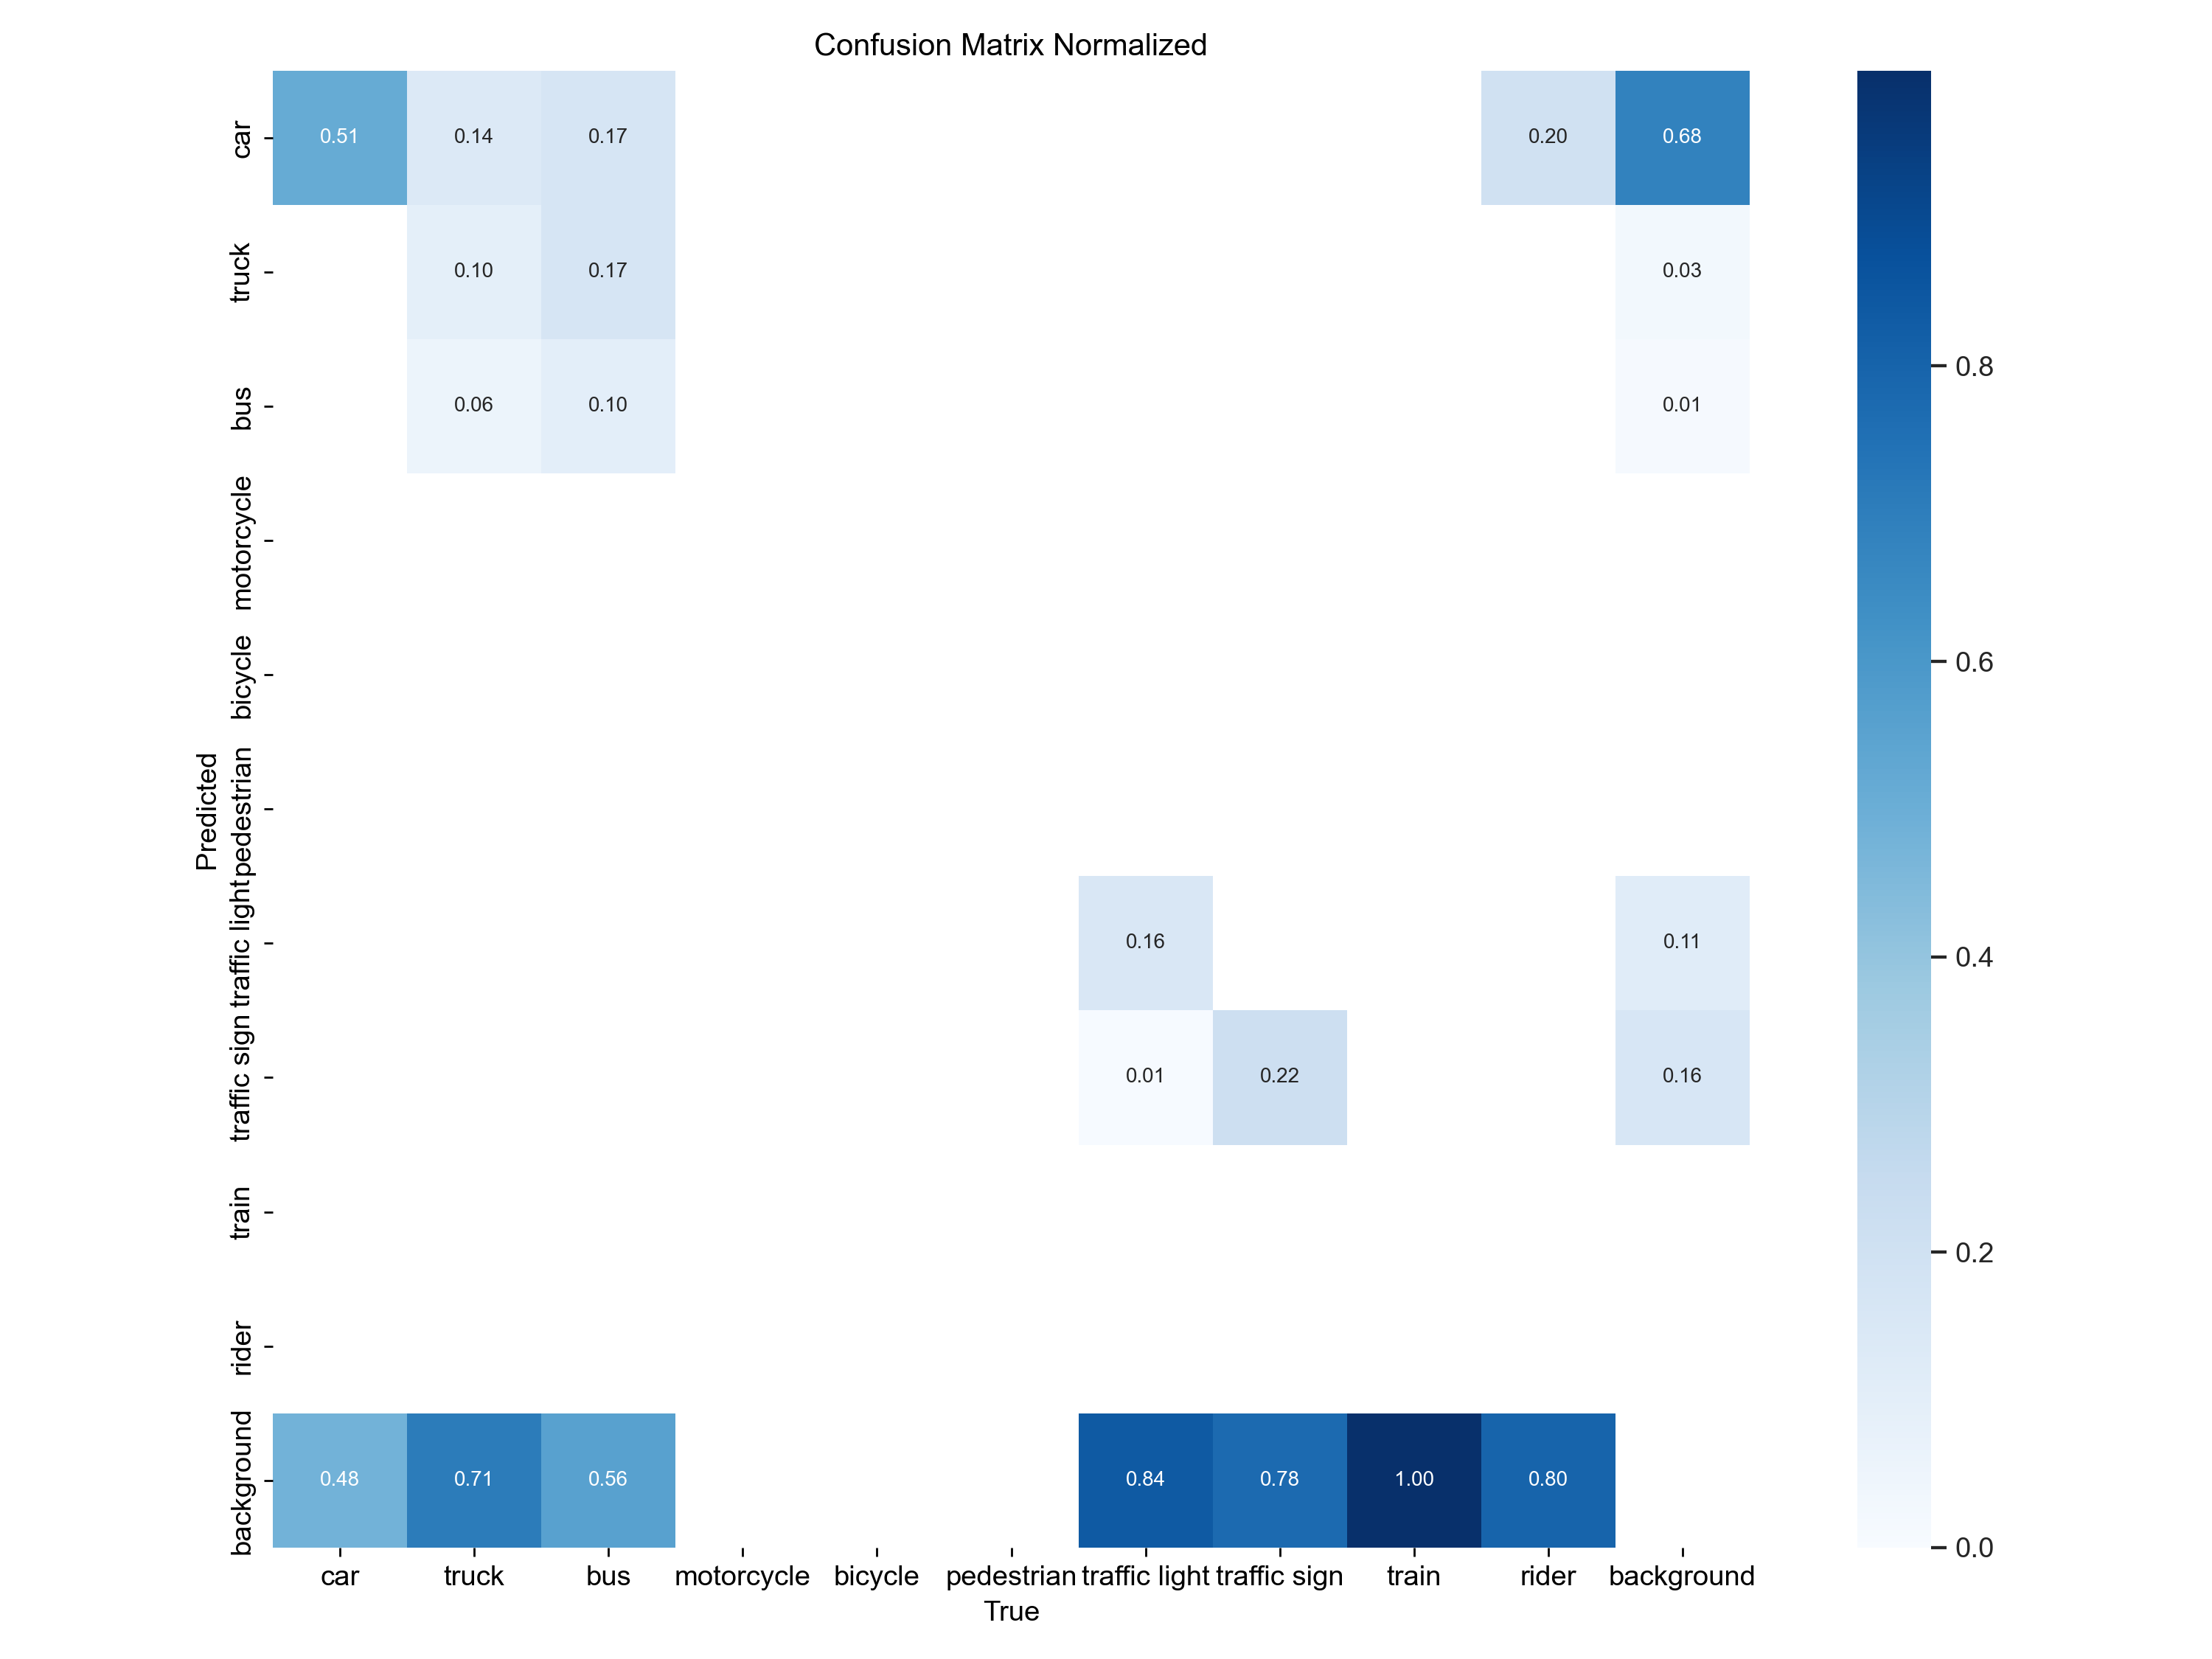 Confusion Matrix Normalized
car
0.51 0.14 0.17 0.20 0.68
truck
0.10 0.17 0.03
bus
0.06 0.10 0.01
motorcycle
bicycle
pedestrian
traffic light
0.16 0.11
traffic sign
0.01 0.22 0.16
train
rider
background
0.48 0.71 0.56 0.84 0.78 1.00 0.80
Predicted
car truck bus motorcycle bicycle pedestrian traffic light traffic sign train rider background
True
0.8
0.6
0.4
0.2
0.0